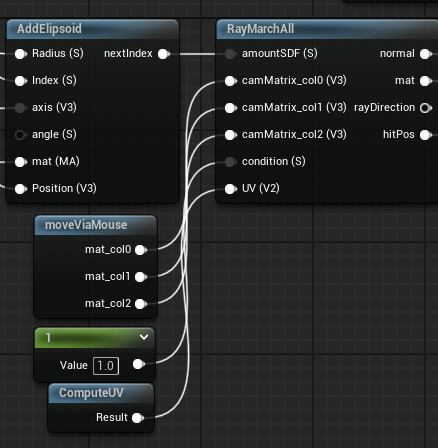 AddElipsoid
Radius (S) nextIndex
Index (S)
axis (V3)
angle (S)
mat (MA)
Position (V3)
RayMarchAll
amountSDF (S) normal
camMatrix_col0 (V3) mat
camMatrix_col1 (V3) rayDirection
camMatrix_col2 (V3) hitPos
condition (S)
UV (V2)
moveViaMouse
mat_col0
mat_col1
mat_col2
1
Value 1.0
ComputeUV
Result